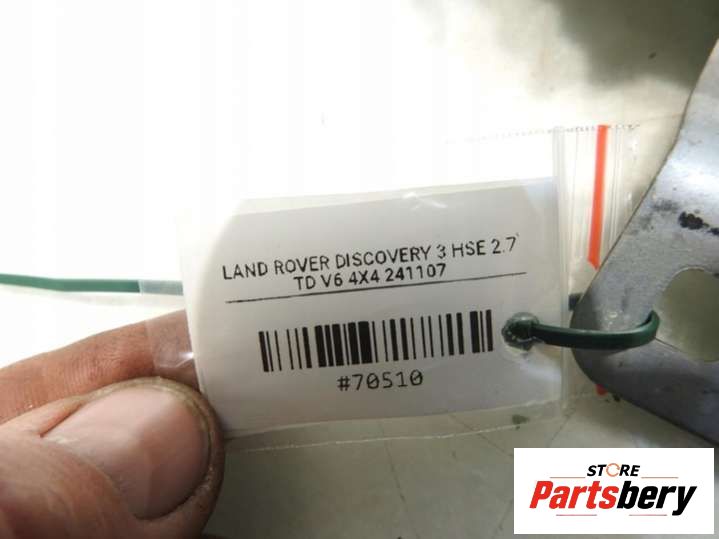 LAND ROVER DISCOVERY 3 HSE 2.7
TD V6 4X4 241107
#70510
STORE
Partsbery